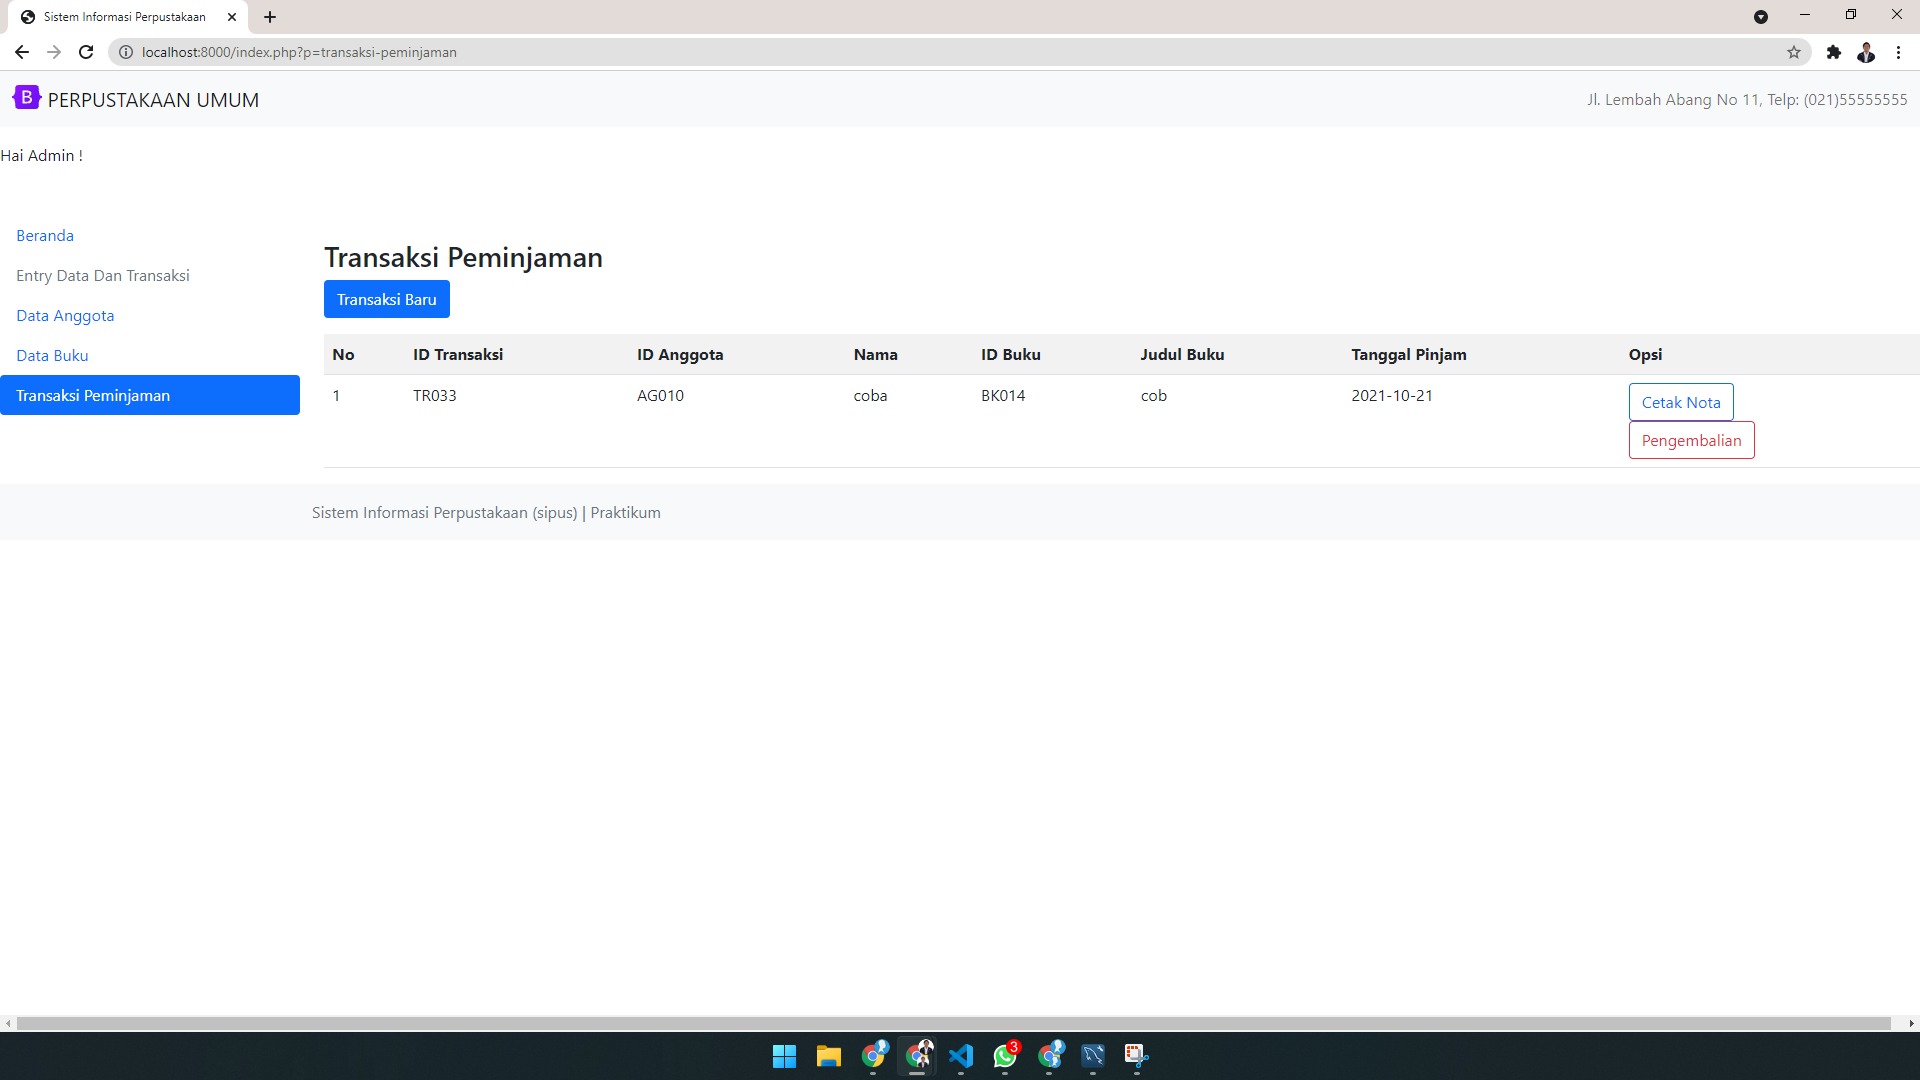 Sistem Informasi Perpustakaan
localhost:8000/index.php?p=transaksi-peminjaman
B PERPUSTAKAAN UMUM
Jl. Lembah Abang No 11, Telp: (021)55555555
Hai Admin !
Beranda
Entry Data Dan Transaksi
Data Anggota
Data Buku
Transaksi Peminjaman
Transaksi Peminjaman
Transaksi Baru
No ID Transaksi ID Anggota Nama ID Buku Judul Buku Tanggal Pinjam Opsi
1 TR033 AG010 coba BK014 cob 2021-10-21 Cetak Nota
Pengembalian
Sistem Informasi Perpustakaan (sipus) | Praktikum
3